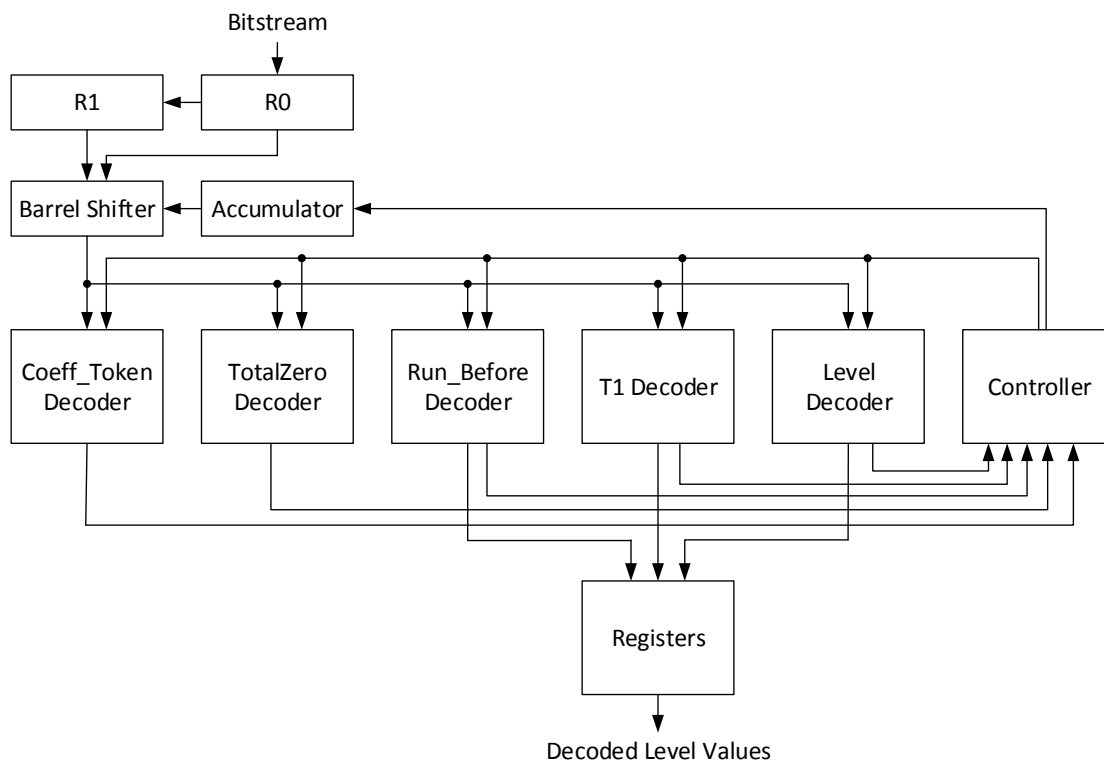 Bitstream
R1
R0
Barrel Shifter
Accumulator
Coeff_Token
Decoder
TotalZero
Decoder
Run_Before
Decoder
T1 Decoder
Level
Decoder
Controller
Registers
Decoded Level Values